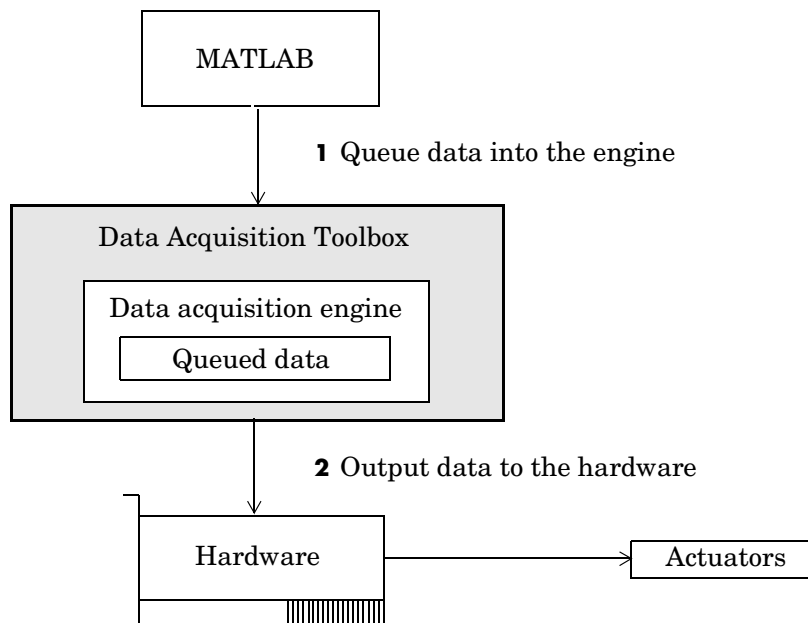 MATLAB
1 Queue data into the engine
Data Acquisition Toolbox
Data acquisition engine
Queued data
2 Output data to the hardware
Hardware
Actuators